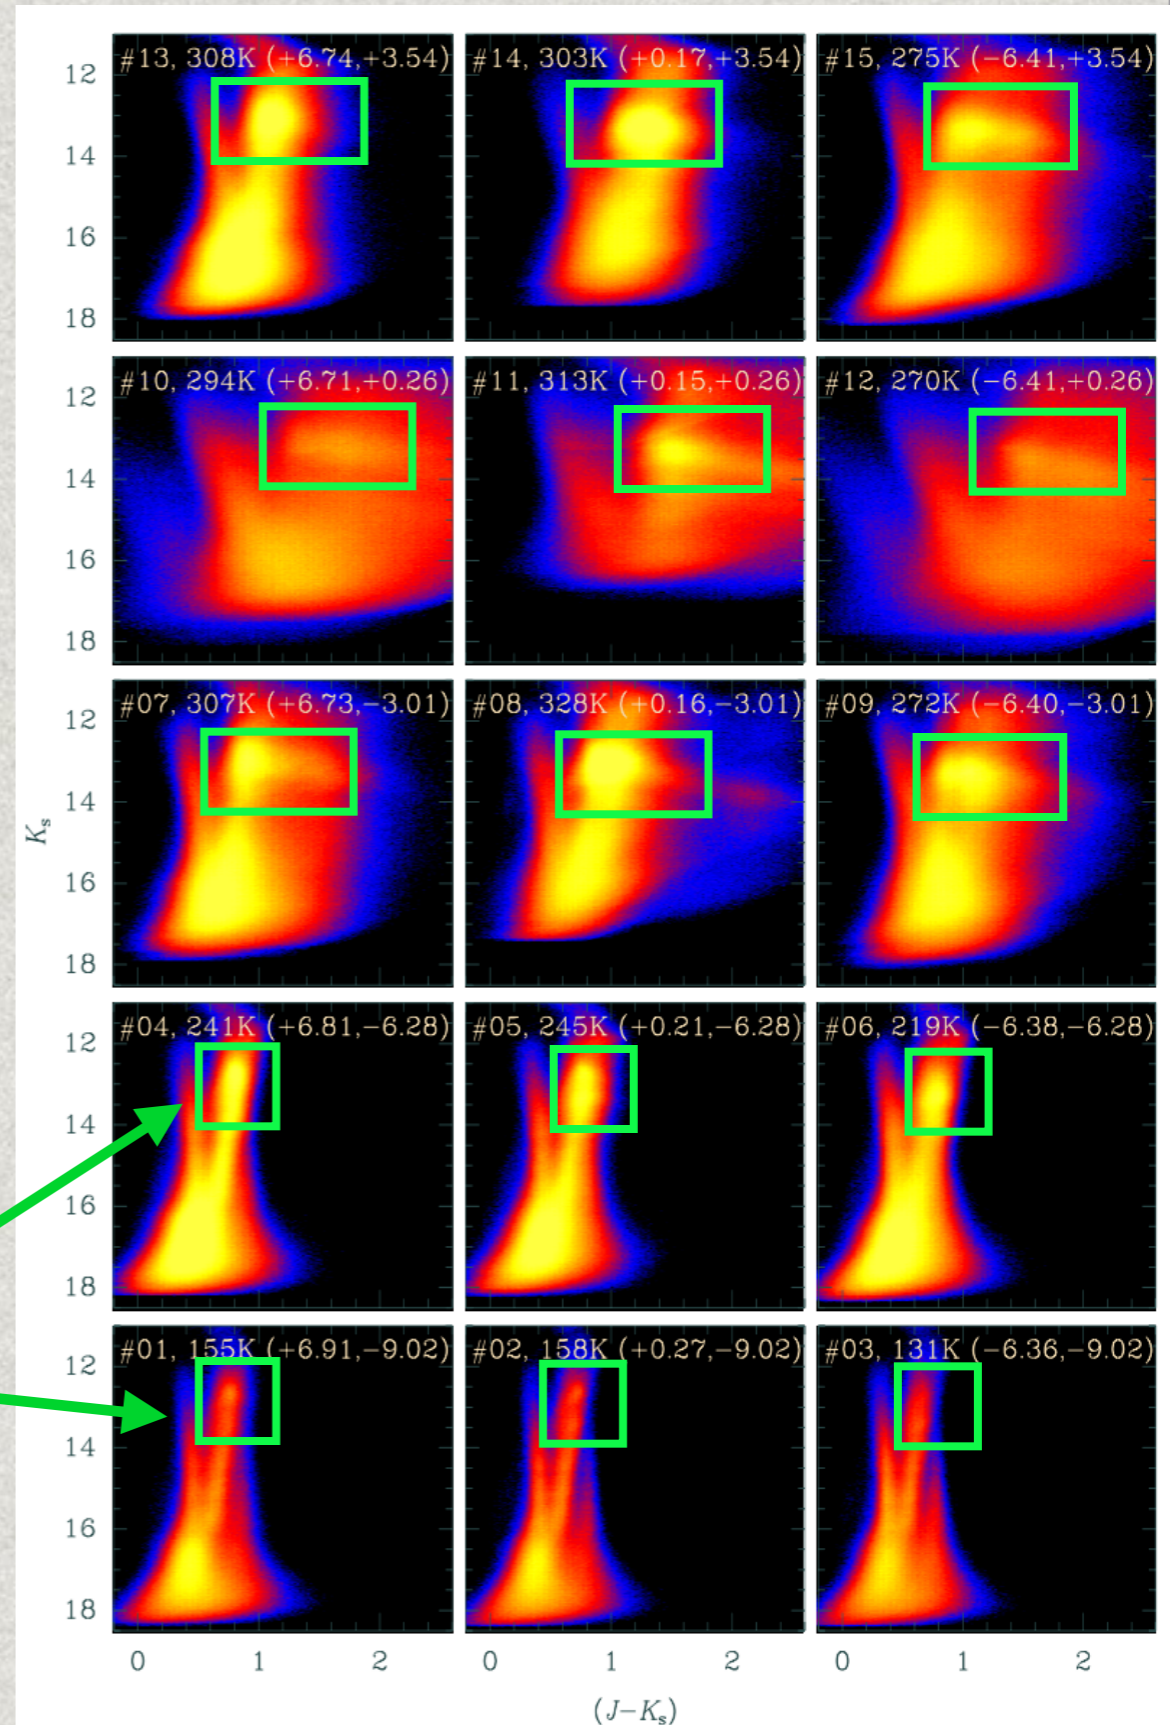 #13, 308K (+6.74,+3.54)
#14, 303K (+0.17,+3.54)
#15, 275K (−6.41,+3.54)
12
14
16
18
#10, 294K (+6.71,+0.26)
#11, 313K (+0.15,+0.26)
#12, 270K (−6.41,+0.26)
12
14
16
18
#07, 307K (+6.73,−3.01)
#08, 328K (+0.16,−3.01)
#09, 272K (−6.40,−3.01)
12
14
16
18
Ks
#04, 241K (+6.81,−6.28)
#05, 245K (+0.21,−6.28)
#06, 219K (−6.38,−6.28)
12
14
16
18
#01, 155K (+6.91,−9.02)
#02, 158K (+0.27,−9.02)
#03, 131K (−6.36,−9.02)
12
14
16
18
0 1 2 0 1 2 0 1 2
(J−Ks)